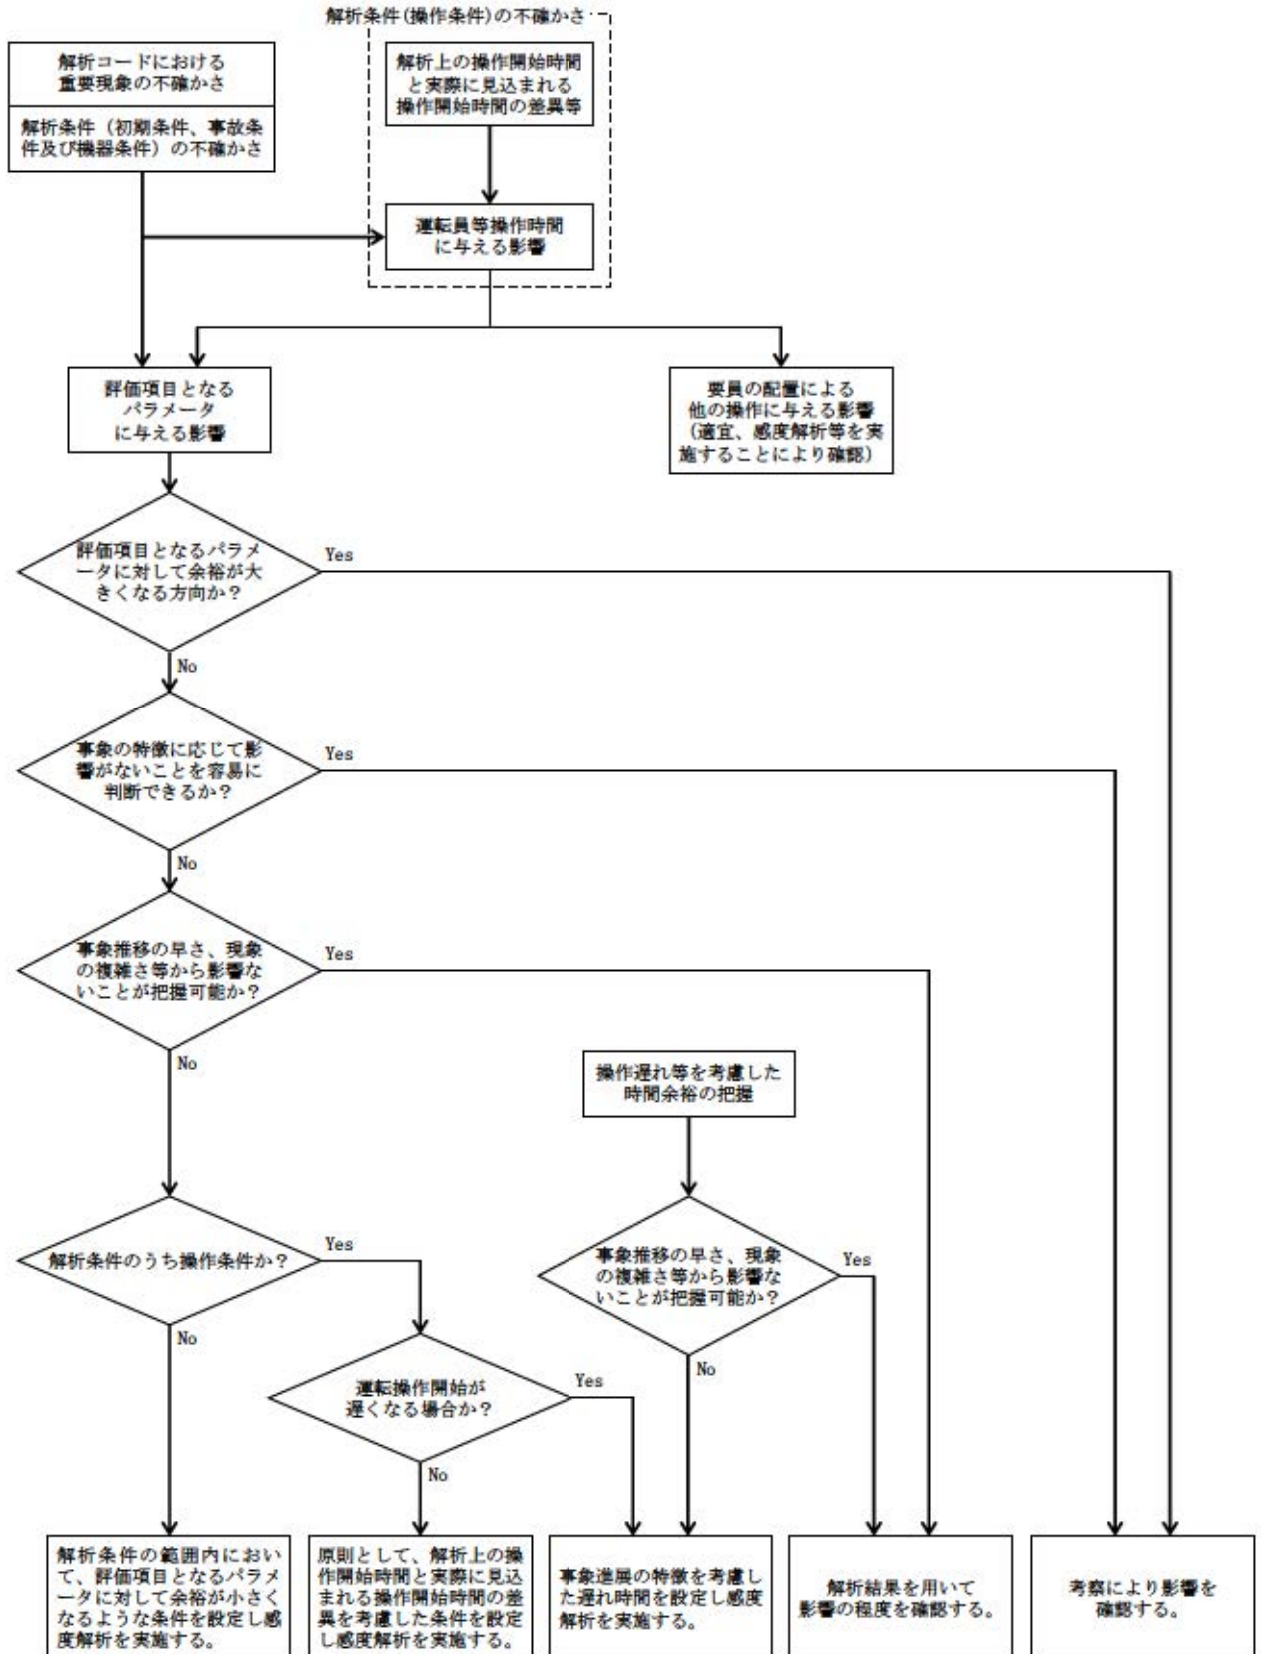 解析条件(操作条件)の不確かさ
解析コードにおける
重要現象の不確かさ
解析条件（初期条件、事故条
件及び機器条件）の不確かさ
解析上の操作開始時間
と実際に見込まれる
操作開始時間の差異等
運転員等操作時間
に与える影響
評価項目となる
パラメータ
に与える影響
要員の配置による
他の操作に与える影響
（適宜、感度解析等を実
施することにより確認）
評価項目となるパラメ
ータに対して余裕が大
きくなる方向か？
Yes
No
事象の特徴に応じて影
響がないことを容易に
判断できるか？
Yes
No
事象推移の早さ、現象
の複雑さ等から影響な
いことが把握可能か？
Yes
No
操作遅れ等を考慮した
時間余裕の把握
解析条件のうち操作条件か？
Yes
No
事象推移の早さ、現象
の複雑さ等から影響な
いことが把握可能か？
Yes
No
運転操作開始が
遅くなる場合か？
Yes
No
解析条件の範囲内におい
て、評価項目となるパラメ
ータに対して余裕が小さく
なるような条件を設定し感
度解析を実施する。
原則として、解析上の操
作開始時間と実際に見込
まれる操作開始時間の差
異を考慮した条件を設定
し感度解析を実施する。
事象進展の特徴を考慮し
た遅れ時間を設定し感度
解析を実施する。
解析結果を用いて
影響の程度を確認する。
考察により影響を
確認する。